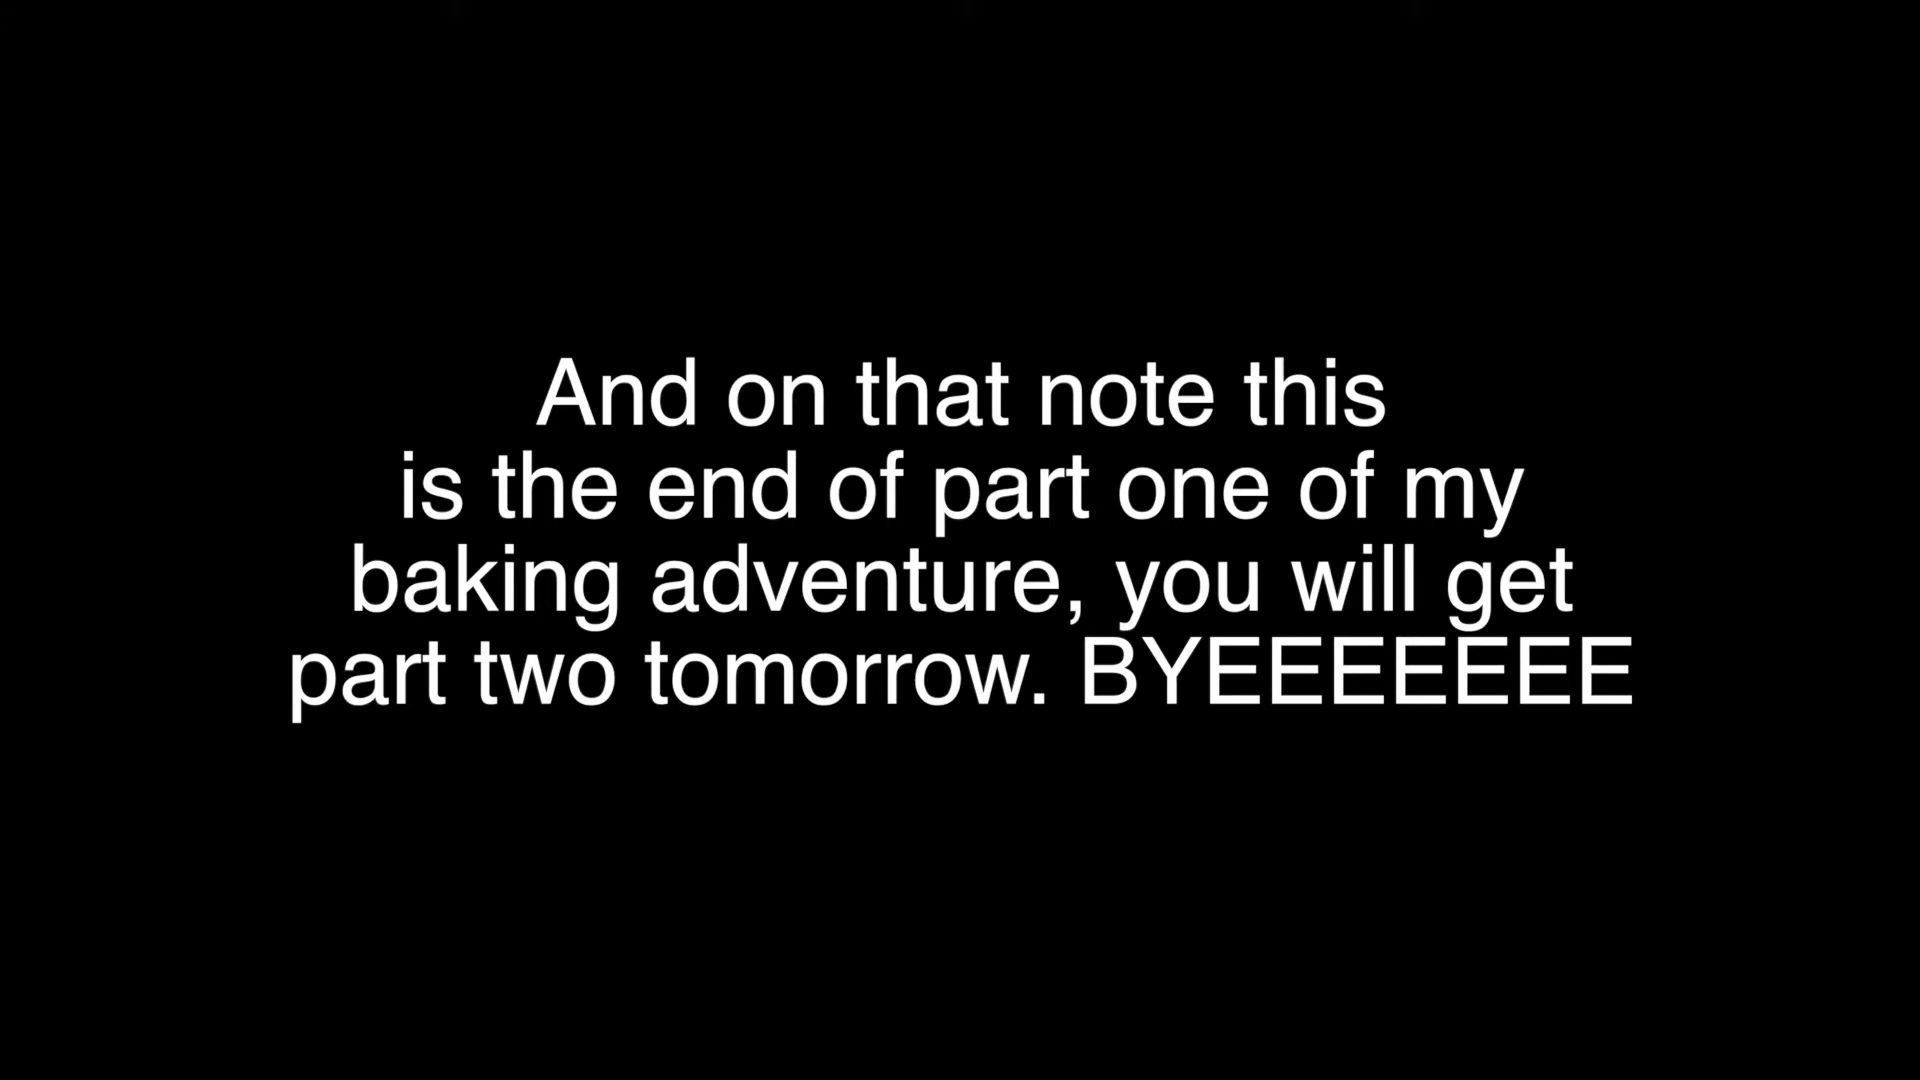 And on that note this
is the end of part one of my
baking adventure, you will get
part two tomorrow. BYEEEEEEE